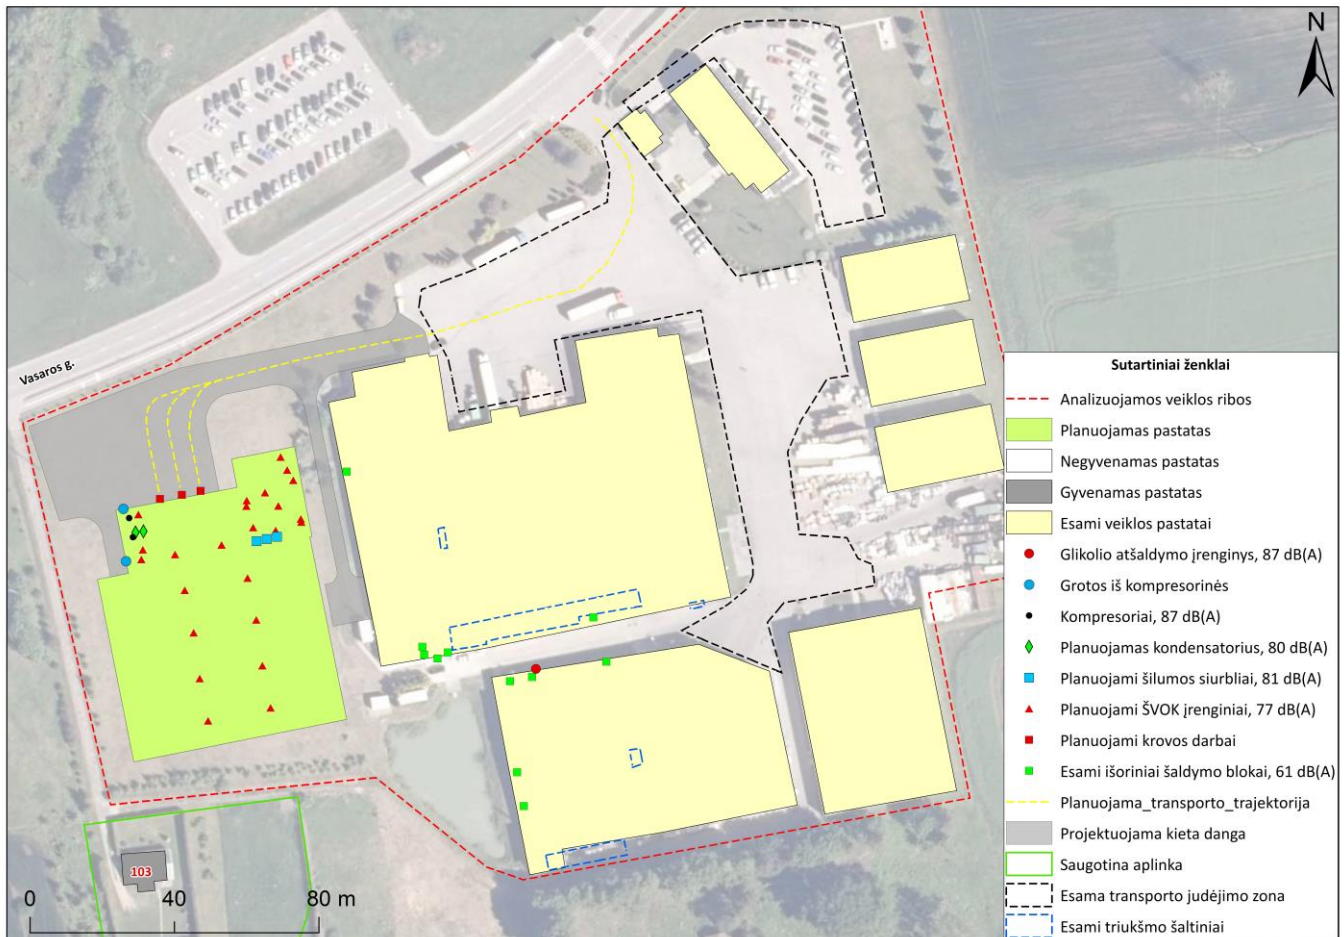 N
Vasaros g.
103
0 40 80 m
Sutartiniai ženklai
Analizuojamos veiklos ribos
Planuojamas pastatas
Negyvenamas pastatas
Gyvenamas pastatas
Esami veiklos pastatai
Glikolio atšaldymo įrenginys, 87 dB(A)
Grotos iš kompresorinės
Kompresoriai, 87 dB(A)
Planuojamas kondensatorius, 80 dB(A)
Planuojami šilumos siurbliai, 81 dB(A)
Planuojami ŠVOK įrenginiai, 77 dB(A)
Planuojami krovos darbai
Esami išoriniai šaldymo blokai, 61 dB(A)
Planuojama_transporto_trajektorija
Projektuojama kieta danga
Saugotina aplinka
Esama transporto judėjimo zona
Esami triukšmo šaltiniai